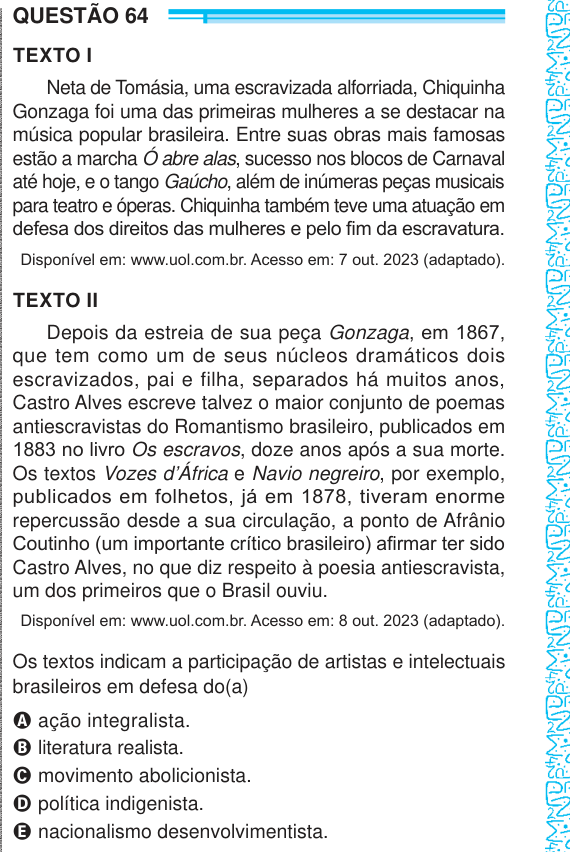 QUESTÃO 64
TEXTO I
Neta de Tomásia, uma escravizada alforriada, Chiquinha
Gonzaga foi uma das primeiras mulheres a se destacar na
música popular brasileira. Entre suas obras mais famosas
estão a marcha Ó abre alas, sucesso nos blocos de Carnaval
até hoje, e o tango Gaúcho, além de inúmeras peças musicais
para teatro e óperas. Chiquinha também teve uma atuação em
defesa dos direitos das mulheres e pelo fim da escravatura.
Disponível em: www.uol.com.br. Acesso em: 7 out. 2023 (adaptado).
TEXTO II
Depois da estreia de sua peça Gonzaga, em 1867,
que tem como um de seus núcleos dramáticos dois
escravizados, pai e filha, separados há muitos anos,
Castro Alves escreve talvez o maior conjunto de poemas
antiescravistas do Romantismo brasileiro, publicados em
1883 no livro Os escravos, doze anos após a sua morte.
Os textos Vozes d’África e Navio negreiro, por exemplo,
publicados em folhetos, já em 1878, tiveram enorme
repercussão desde a sua circulação, a ponto de Afrânio
Coutinho (um importante crítico brasileiro) afirmar ter sido
Castro Alves, no que diz respeito à poesia antiescravista,
um dos primeiros que o Brasil ouviu.
Disponível em: www.uol.com.br. Acesso em: 8 out. 2023 (adaptado).
Os textos indicam a participação de artistas e intelectuais
brasileiros em defesa do(a)
A ação integralista.
B literatura realista.
C movimento abolicionista.
D política indigenista.
E nacionalismo desenvolvimentista.